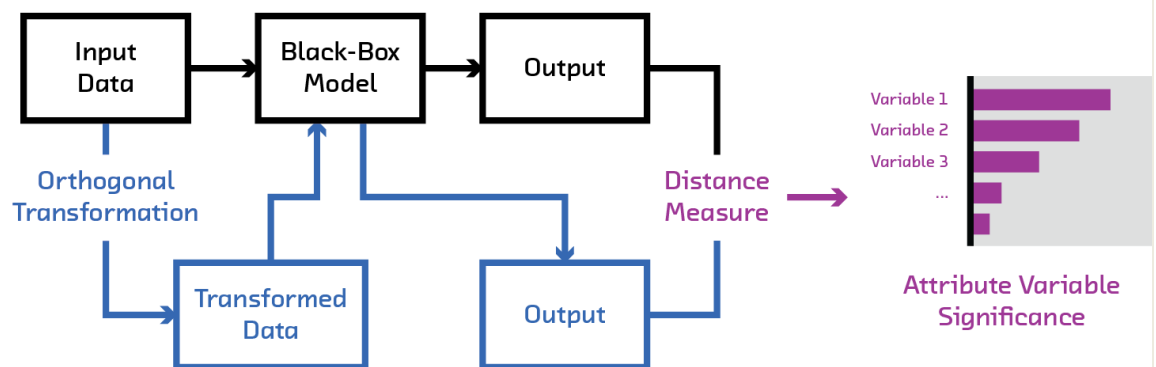 Input
Data
Black-Box
Model
Output
Orthogonal
Transformation
Transformed
Data
Output
Distance
Measure
Variable 1
Variable 2
Variable 3
...
Attribute Variable
Significance